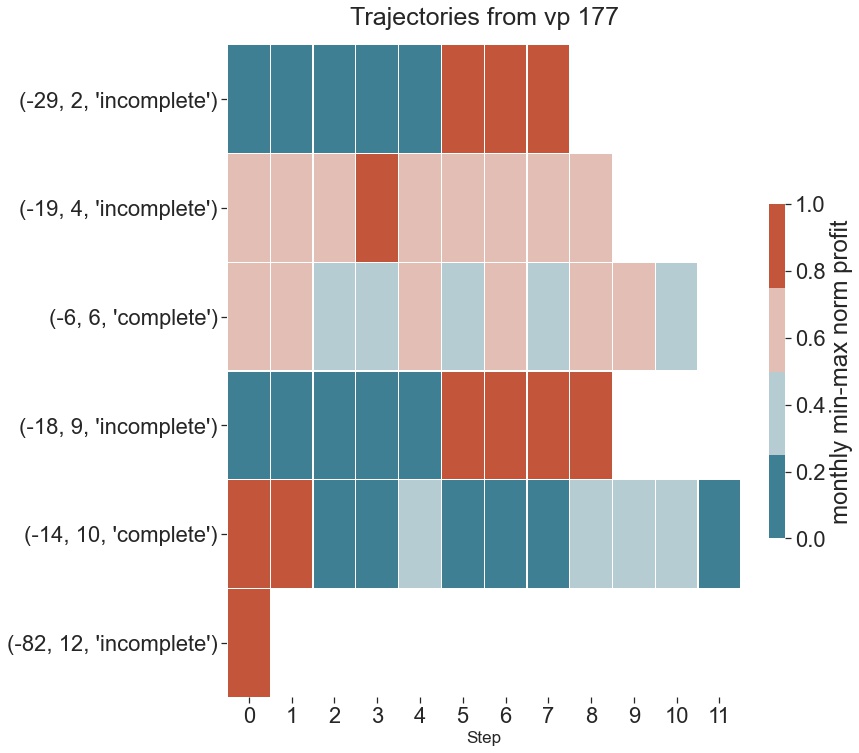 Trajectories from vp 177
(-29, 2, 'incomplete')
(-19, 4, 'incomplete')
(-6, 6, 'complete')
(-18, 9, 'incomplete')
(-14, 10, 'complete')
(-82, 12, 'incomplete')
0 1 2 3 4 5 6 7 8 9 10 11
Step
1.0
0.8
0.6
0.4
0.2
0.0
monthly min-max norm profit